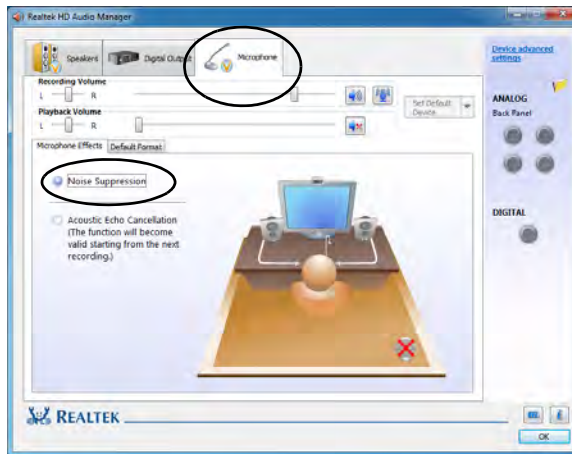 Realtek HD Audio Manager
Speakers
Digital Output
Microphone
Device advanced
settings
Recording Volume
L
R
Set Default
Device
Playback Volume
L
R
ANALOG
Back Panel
Microphone Effects
Default Format
Noise Suppression
Acoustic Echo Cancellation
(The function will become
valid starting from the next
recording.)
DIGITAL
REALTEK
OK